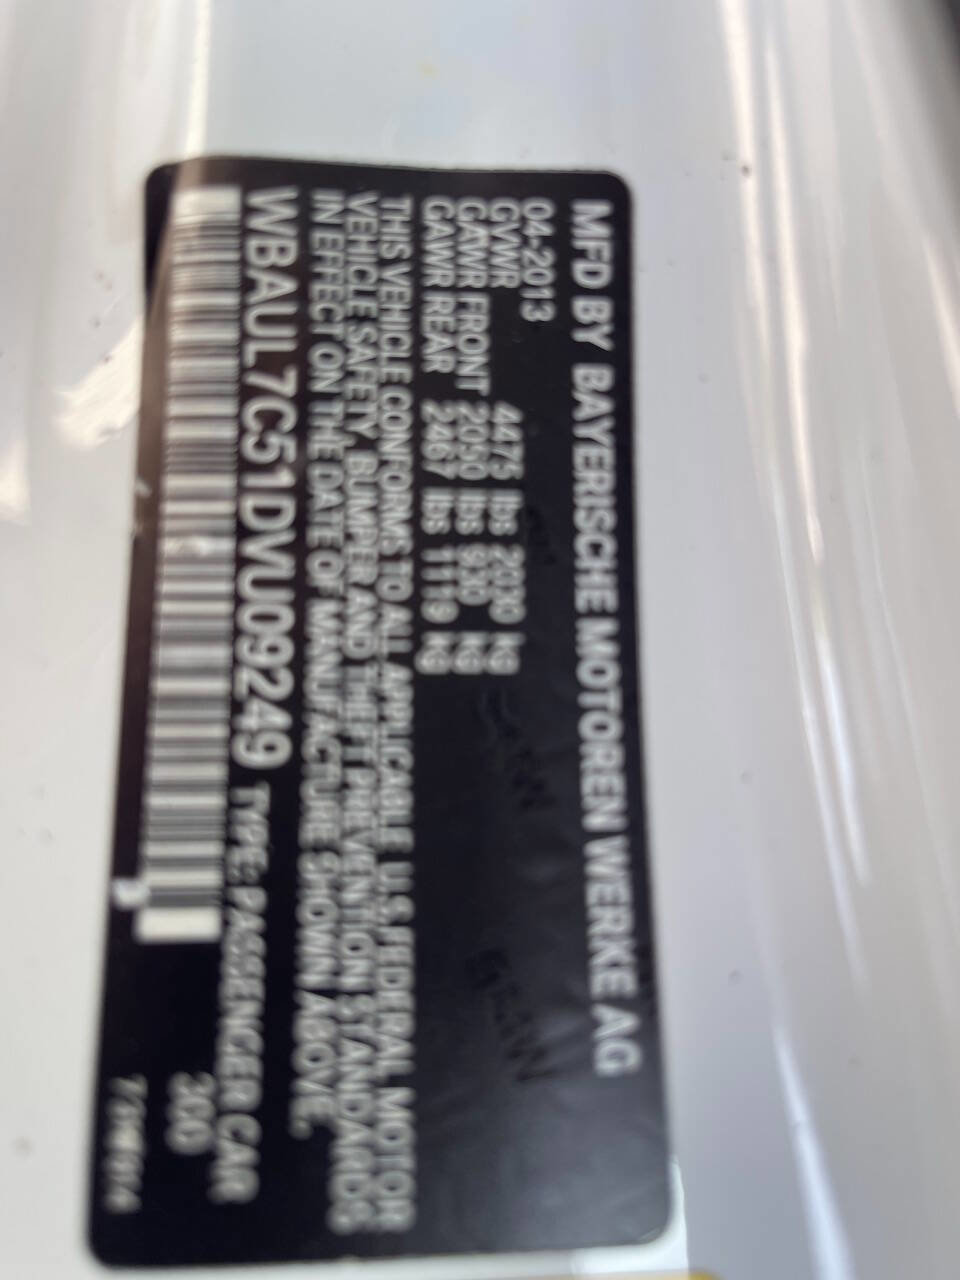 MFD BY BAYERISCHE MOTOREN WERKE AG
04-2013
GVWR 4475 lbs 2030 kg
GAWR FRONT 2050 lbs 930 kg
GAWR REAR 2467 lbs 1119 kg
THIS VEHICLE CONFORMS TO ALL APPLICABLE U.S. FEDERAL MOTOR
VEHICLE SAFETY, BUMPER AND THEFT PREVENTION STANDARDS
IN EFFECT ON THE DATE OF MANUFACTURE SHOWN ABOVE.
WBAUL7C51DVU09249 TYPE: PASSENGER CAR
300